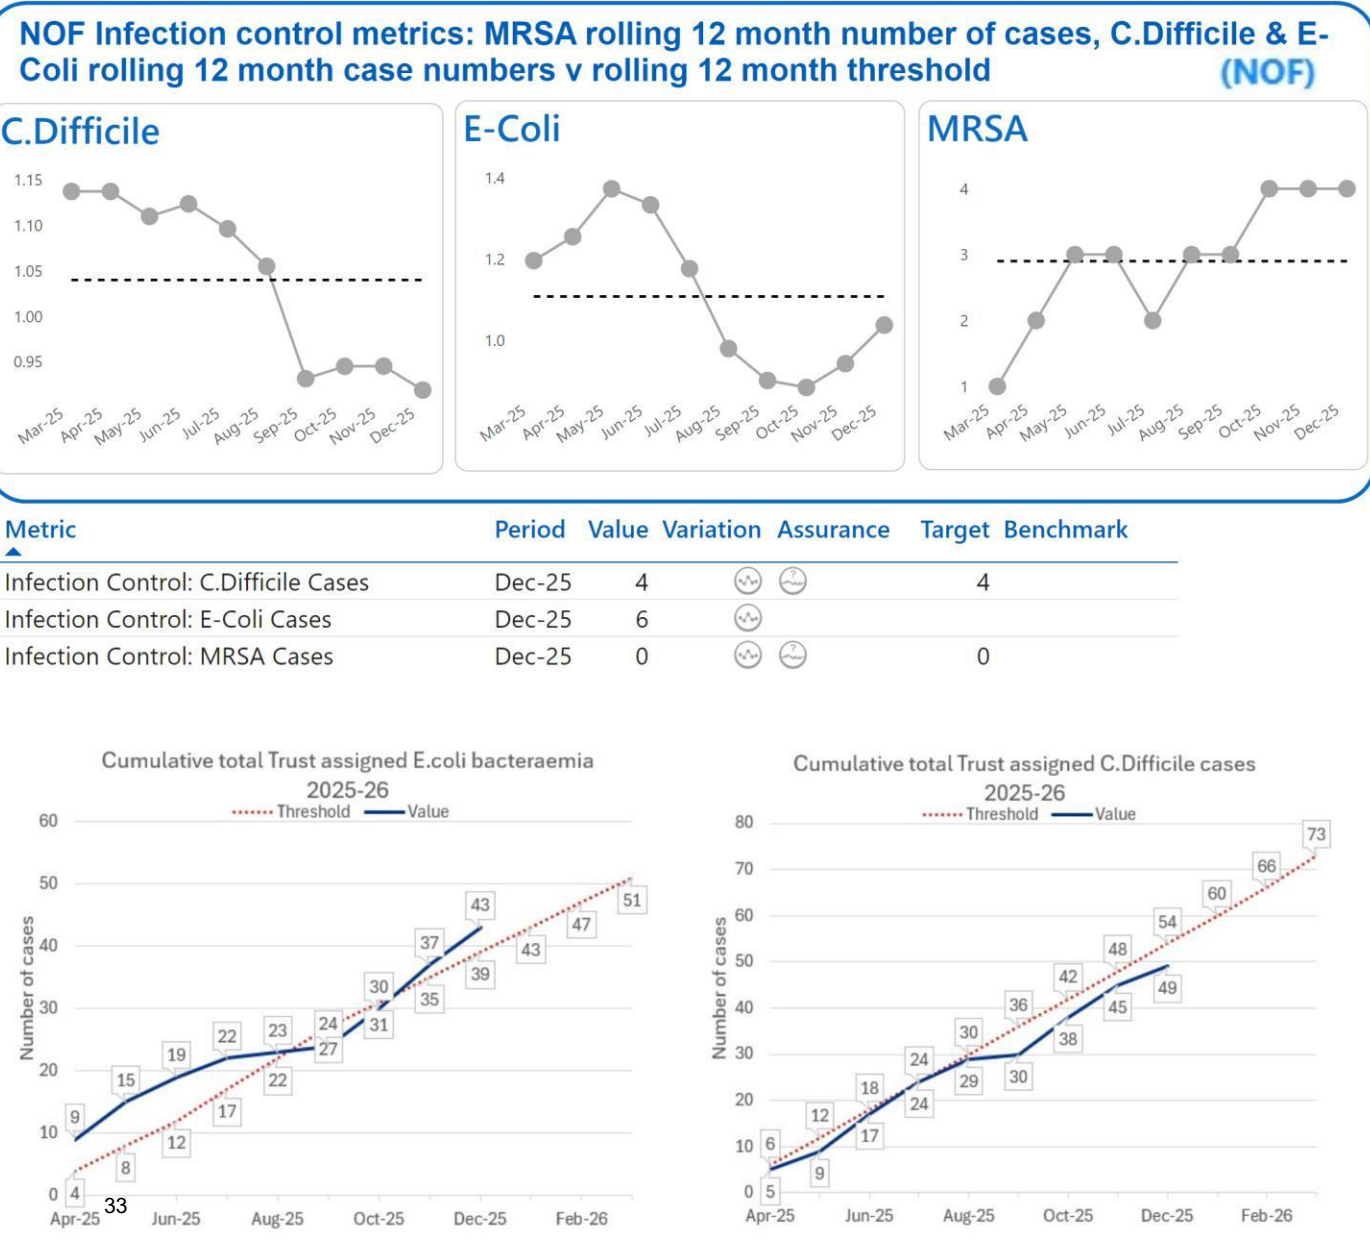 NOF Infection control metrics: MRSA rolling 12 month number of cases, C.Difficile & E-
Coli rolling 12 month case numbers v rolling 12 month threshold
(NOF)
C.Difficile
1.15
1.10
1.05
1.00
0.95
Mar-25 Apr-25 May-25 Jun-25 Jul-25 Aug-25 Sep-25 Oct-25 Nov-25 Dec-25
E-Coli
1.4
1.2
1.0
Mar-25 Apr-25 May-25 Jun-25 Jul-25 Aug-25 Sep-25 Oct-25 Nov-25 Dec-25
MRSA
4
3
2
1
Mar-25 Apr-25 May-25 Jun-25 Jul-25 Aug-25 Sep-25 Oct-25 Nov-25 Dec-25
Metric Period Value Variation Assurance Target Benchmark
Infection Control: C.Difficile Cases Dec-25 4 ? 4
Infection Control: E-Coli Cases Dec-25 6
Infection Control: MRSA Cases Dec-25 0 ? 0
Cumulative total Trust assigned E.coli bacteraemia
2025-26
Threshold Value
Number of cases
60
50
40
30
20
10
0
9 15 19 22 23 24 30 37 43
4 8 12 17 22 27 31 35 39 43 47 51
Apr-25 Jun-25 Aug-25 Oct-25 Dec-25 Feb-26
33
Cumulative total Trust assigned C.Difficile cases
2025-26
Threshold Value
Number of cases
80
70
60
50
40
30
20
10
0
6 12 18 24 30 36 42 48 54 60 66 73
5 9 17 24 29 30 38 45 49
Apr-25 Jun-25 Aug-25 Oct-25 Dec-25 Feb-26